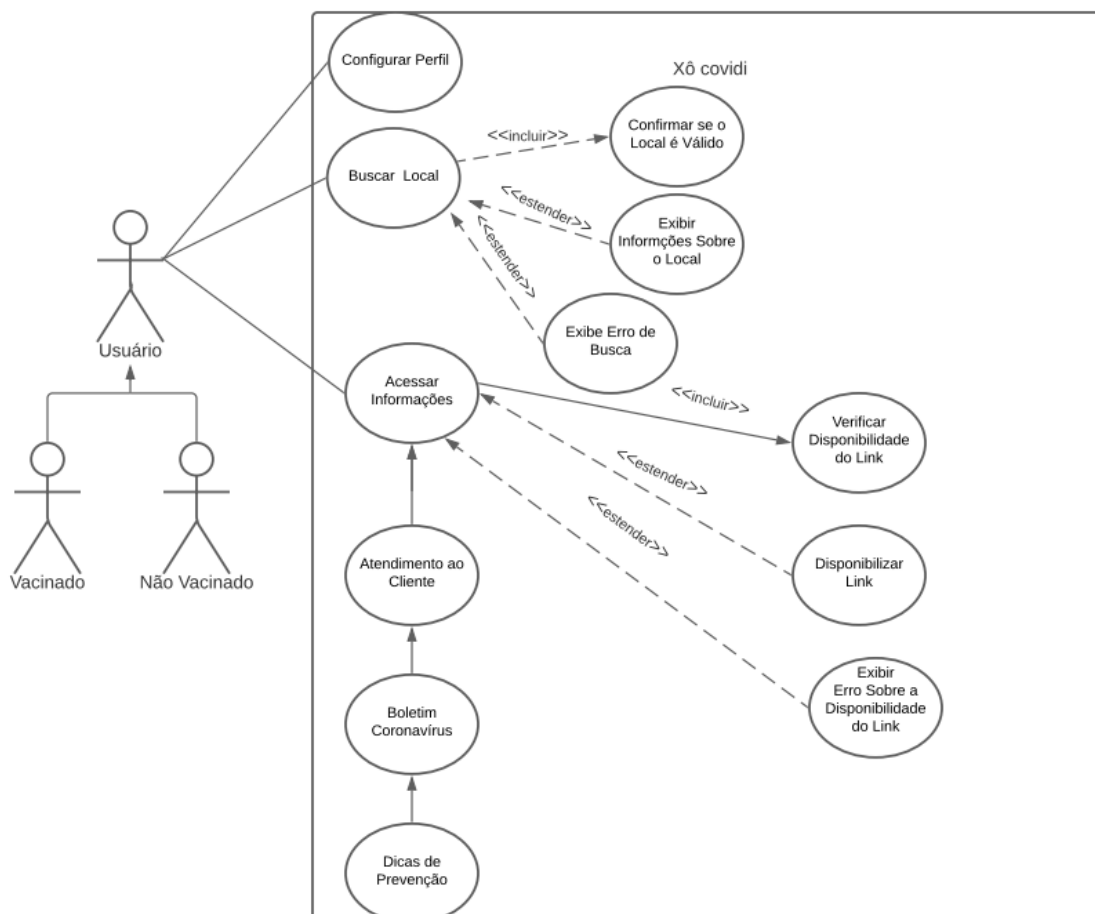 Configurar Perfil
Xô covidi
<<incluir>>
Confirmar se o
Local é Válido
Buscar Local
<<estender>>
Exibir
Informções Sobre
o Local
<<estender>>
Exibe Erro de
Busca
Usuário
Acessar
Informações
<<incluir>>
Verificar
Disponibilidade
do Link
<<estender>>
<<estender>>
Vacinado
Não Vacinado
Atendimento ao
Cliente
Disponibilizar
Link
Exibir
Erro Sobre a
Disponibilidade
do Link
Boletim
Coronavírus
Dicas de
Prevenção